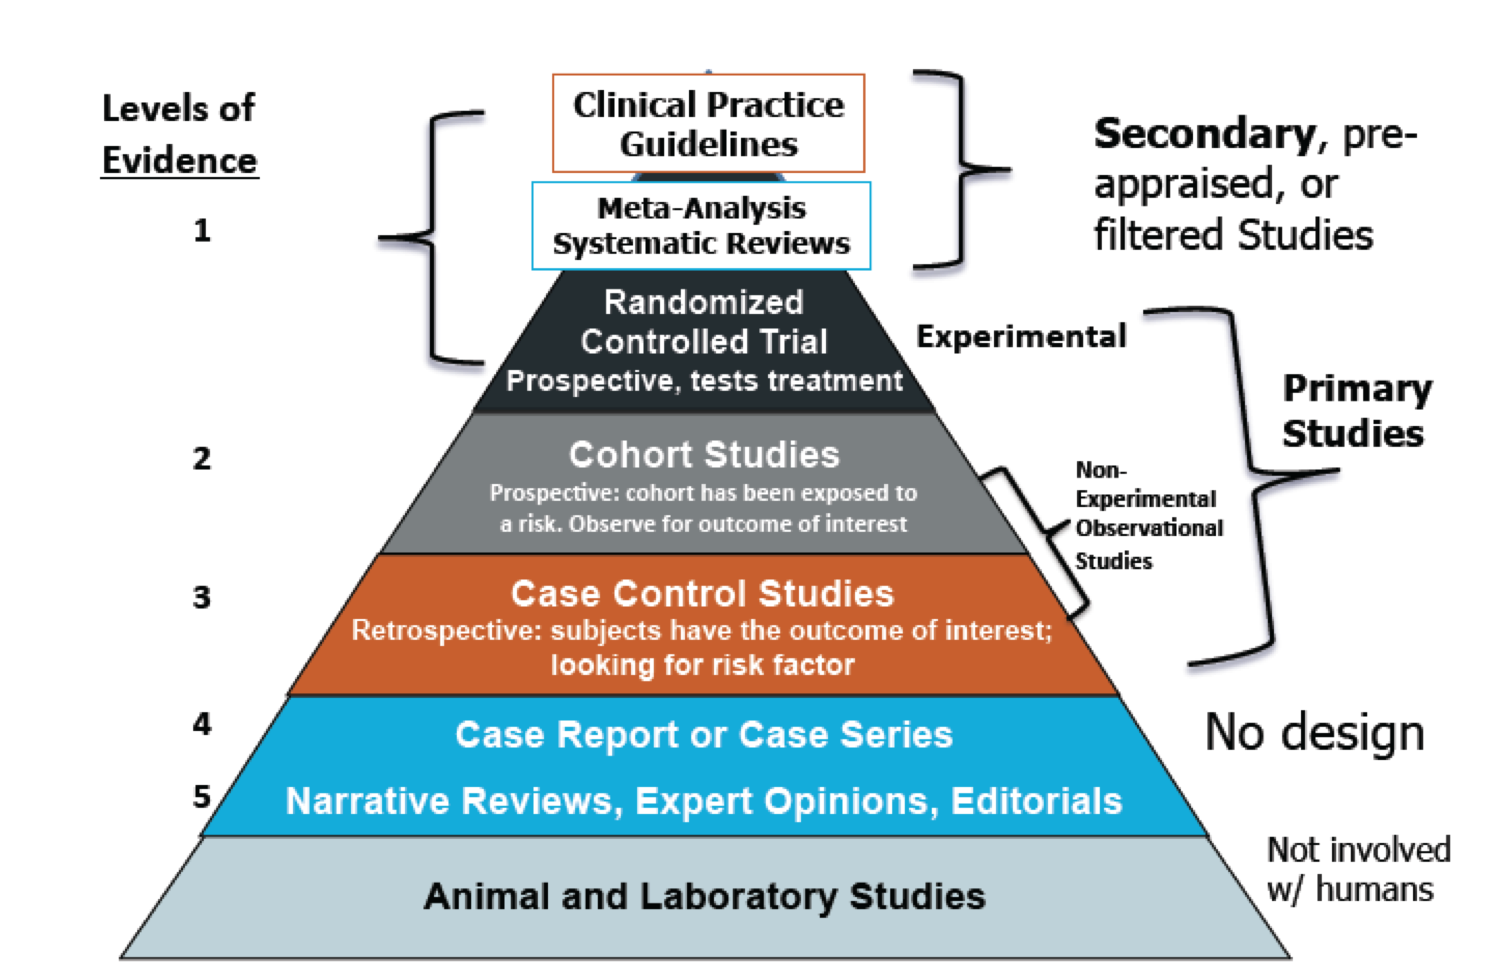 Levels of
Evidence
1
2
3
4
5
Clinical Practice
Guidelines
Meta-Analysis
Systematic Reviews
Randomized
Controlled Trial
Prospective, tests treatment
Cohort Studies
Prospective: cohort has been exposed to
a risk. Observe for outcome of interest
Case Control Studies
Retrospective: subjects have the outcome of interest;
looking for risk factor
Case Report or Case Series
Narrative Reviews, Expert Opinions, Editorials
Animal and Laboratory Studies
Secondary, pre-
appraised, or
filtered Studies
Experimental
Primary
Studies
Non-
Experimental
Observational
Studies
No design
Not involved
w/ humans